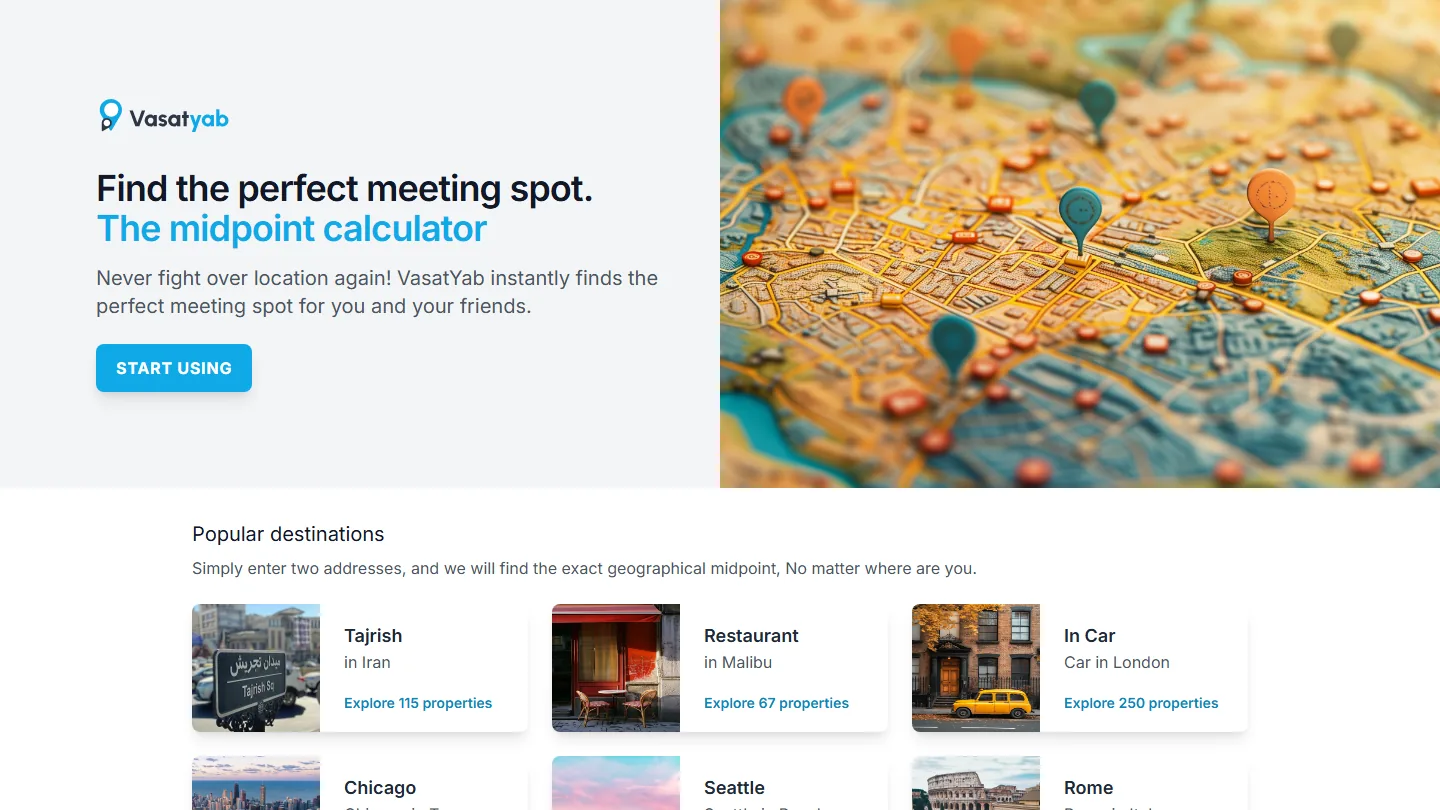 Vasatyab
Find the perfect meeting spot.
The midpoint calculator
Never fight over location again! VasatYab instantly finds the
perfect meeting spot for you and your friends.
START USING
Popular destinations
Simply enter two addresses, and we will find the exact geographical midpoint, No matter where are you.
میدان تجریش
Tajrish Sq
Tajrish
in Iran
Explore 115 properties
Restaurant
in Malibu
Explore 67 properties
In Car
Car in London
Explore 250 properties
Chicago
Seattle
Rome